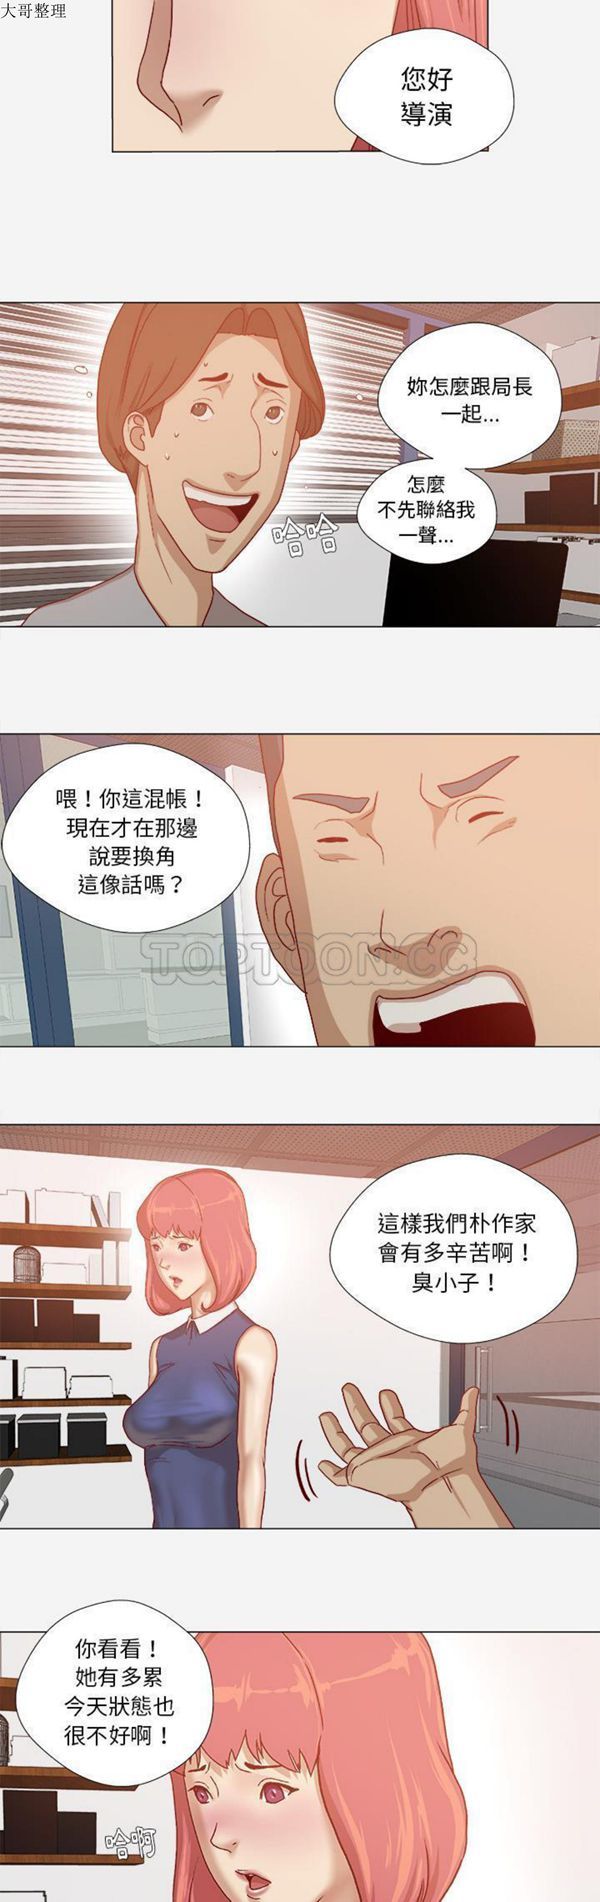 大哥整理
您好
導演
妳怎麼跟局長
一起...
怎麼
不先聯絡我
一聲...
哈哈
喂！你這混帳！
現在才在那邊
說要換角
這像話嗎？
TOPTOON.CC
這樣我們朴作家
會有多辛苦啊！
臭小子！
你看看！
她有多累
今天狀態也
很不好啊！
哈啊